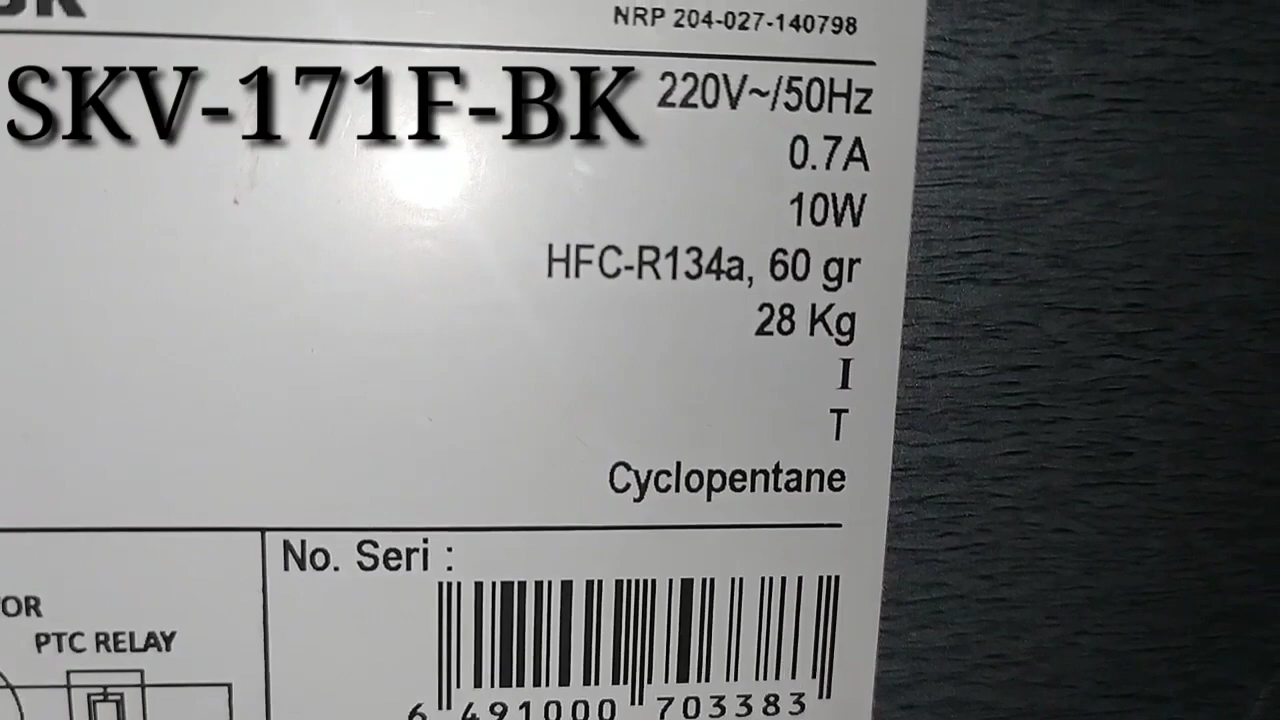 NRP 204-027-140798
SKV-171F-BK 220V~/50Hz
0.7A
10W
HFC-R134a, 60 gr
28 Kg
I
T
Cyclopentane
No. Seri :
PTC RELAY
6 491000 703383